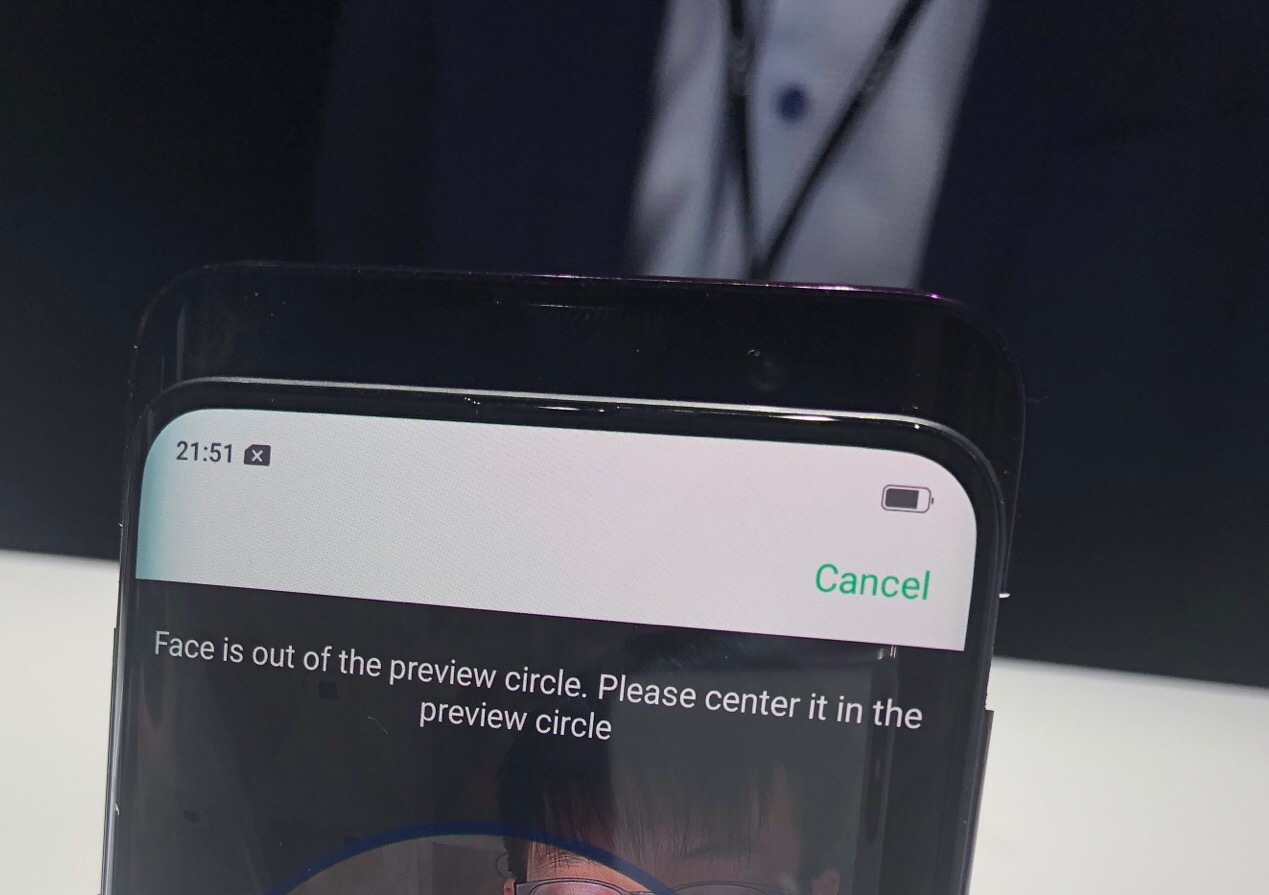 21:51
Cancel
Face is out of the preview circle. Please center it in the
preview circle